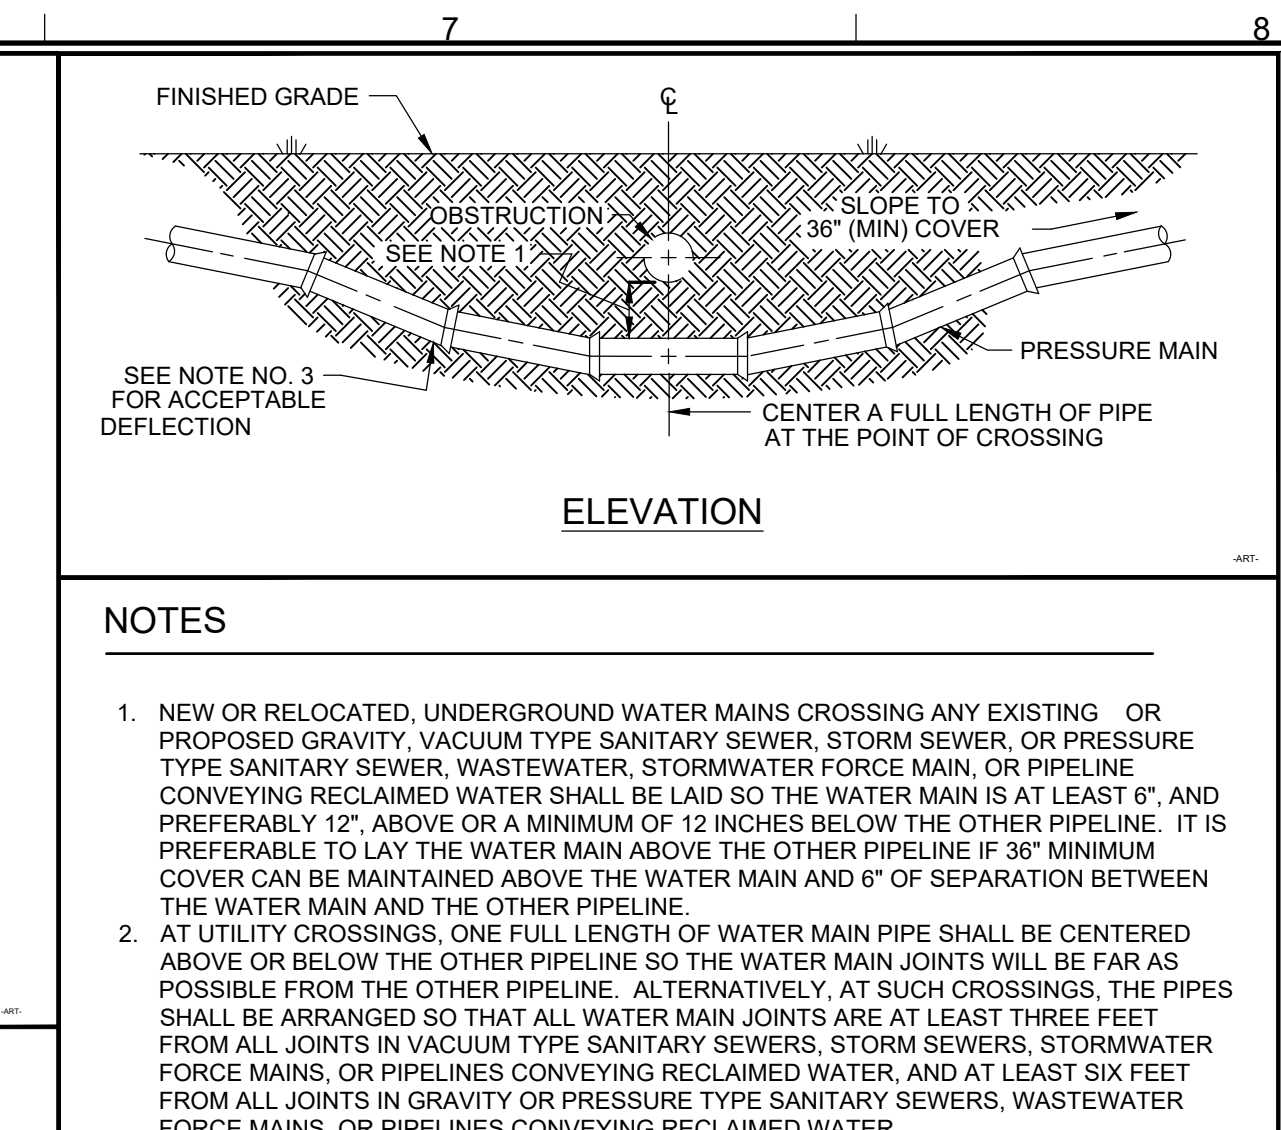 7
8
FINISHED GRADE
℄
OBSTRUCTION
SEE NOTE 1
SLOPE TO
36" (MIN) COVER
PRESSURE MAIN
SEE NOTE NO. 3
FOR ACCEPTABLE
DEFLECTION
CENTER A FULL LENGTH OF PIPE
AT THE POINT OF CROSSING
ELEVATION
-ART-
NOTES
1. NEW OR RELOCATED, UNDERGROUND WATER MAINS CROSSING ANY EXISTING OR
PROPOSED GRAVITY, VACUUM TYPE SANITARY SEWER, STORM SEWER, OR PRESSURE
TYPE SANITARY SEWER, WASTEWATER, STORMWATER FORCE MAIN, OR PIPELINE
CONVEYING RECLAIMED WATER SHALL BE LAID SO THE WATER MAIN IS AT LEAST 6", AND
PREFERABLY 12", ABOVE OR A MINIMUM OF 12 INCHES BELOW THE OTHER PIPELINE. IT IS
PREFERABLE TO LAY THE WATER MAIN ABOVE THE OTHER PIPELINE IF 36" MINIMUM
COVER CAN BE MAINTAINED ABOVE THE WATER MAIN AND 6" OF SEPARATION BETWEEN
THE WATER MAIN AND THE OTHER PIPELINE.
2. AT UTILITY CROSSINGS, ONE FULL LENGTH OF WATER MAIN PIPE SHALL BE CENTERED
ABOVE OR BELOW THE OTHER PIPELINE SO THE WATER MAIN JOINTS WILL BE FAR AS
POSSIBLE FROM THE OTHER PIPELINE. ALTERNATIVELY, AT SUCH CROSSINGS, THE PIPES
SHALL BE ARRANGED SO THAT ALL WATER MAIN JOINTS ARE AT LEAST THREE FEET
FROM ALL JOINTS IN VACUUM TYPE SANITARY SEWERS, STORM SEWERS, STORMWATER
FORCE MAINS, OR PIPELINES CONVEYING RECLAIMED WATER, AND AT LEAST SIX FEET
FROM ALL JOINTS IN GRAVITY OR PRESSURE TYPE SANITARY SEWERS, WASTEWATER
FORCE MAINS, OR PIPELINES CONVEYING RECLAIMED WATER.
-ART-